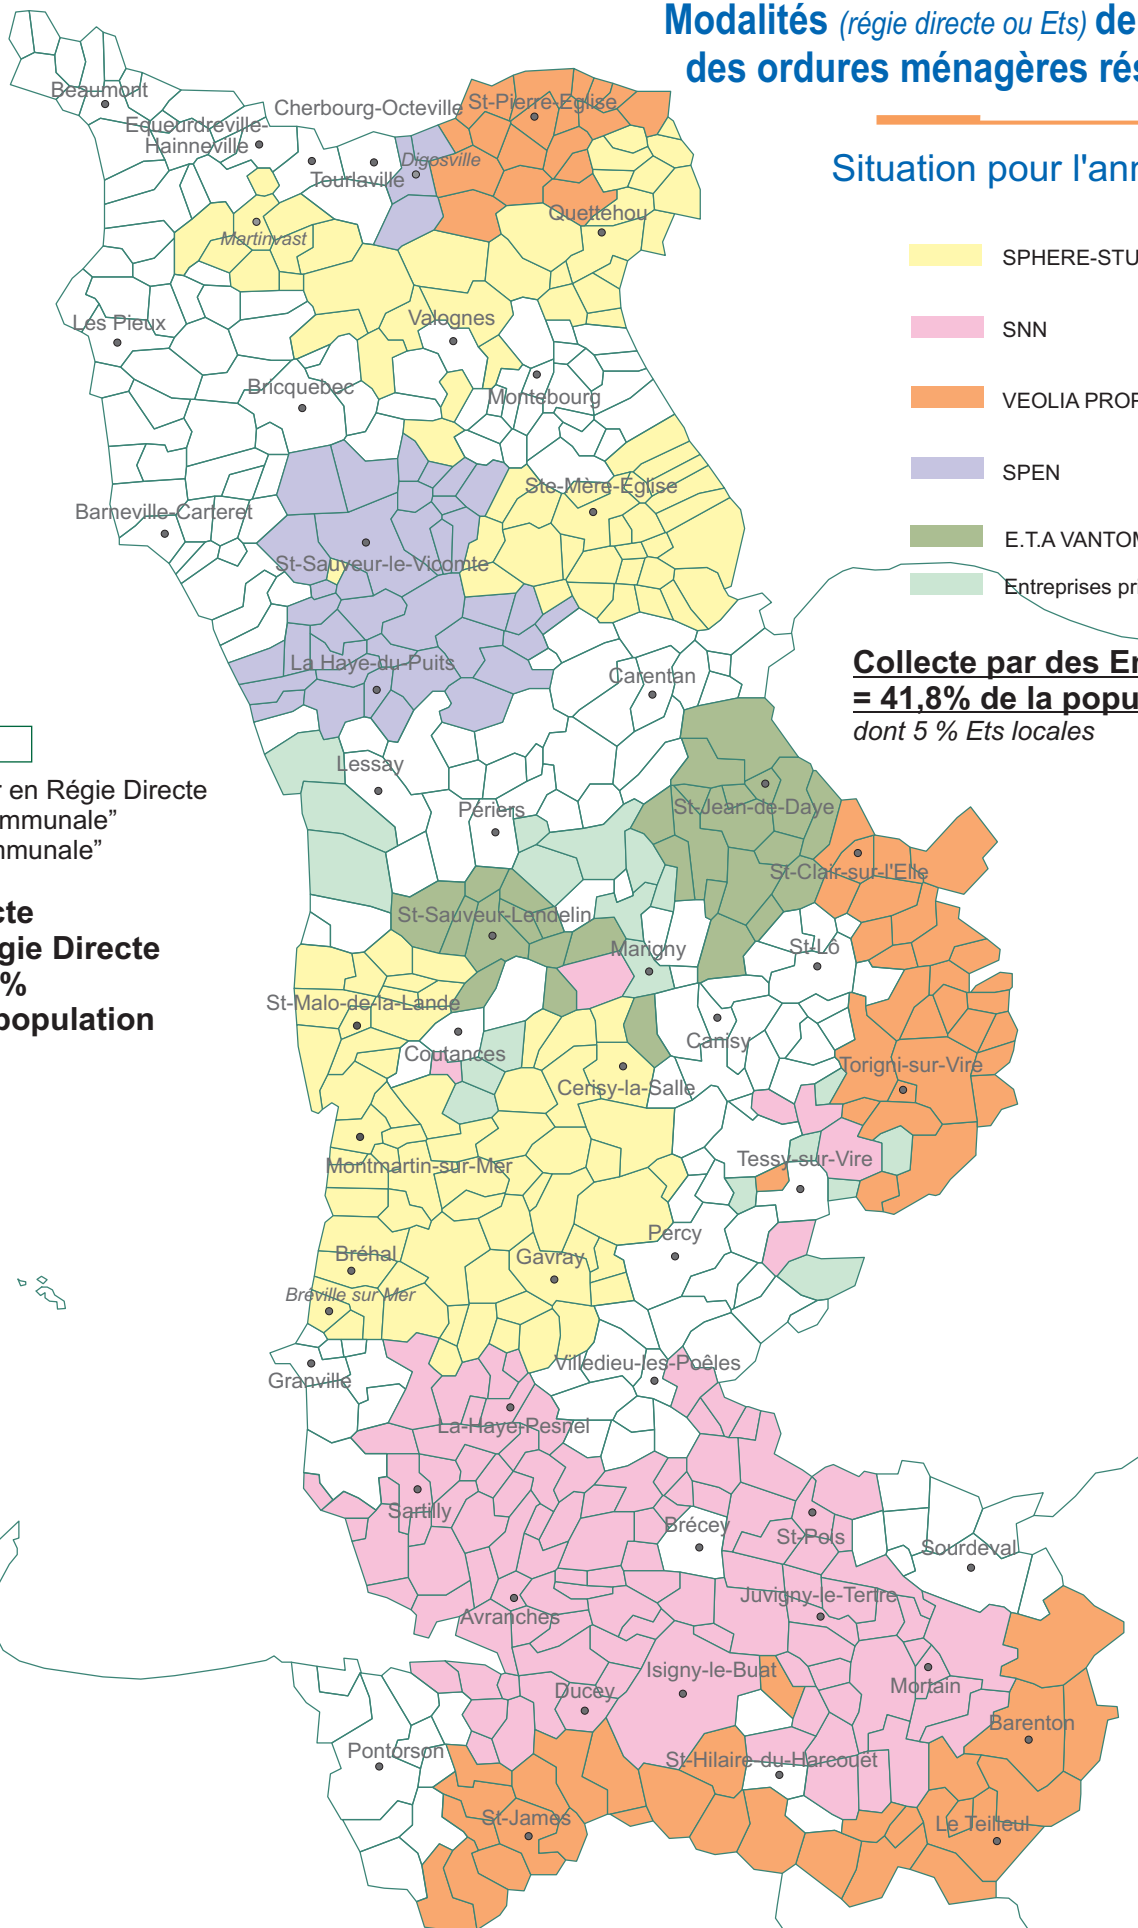 Modalités (régie directe ou Ets) de
des ordures ménagères rés
Situation pour l'ann
SPHERE-STU
SNN
VEOLIA PROP
SPEN
E.T.A VANTOM
Entreprises pri
Collecte par des En
= 41,8% de la popu
dont 5 % Ets locales
r en Régie Directe
ommunale”
mmunale”
cte
égie Directe
%
population
Beaumont
Cherbourg-Octeville
St-Pierre-Eglise
Equeurdreville-
Hainneville
Digosville
Tourlaville
Quettehou
Martinvast
Les Pieux
Valognes
Bricquebec
Montebourg
Ste-Mère-Eglise
Barneville-Carteret
St-Sauveur-le-Vicomte
La Haye-du-Puits
Carentan
Lessay
Périers
St-Jean-de-Daye
St-Clair-sur-l'Elle
St-Sauveur-Lendelin
Marigny
St-Lô
St-Malo-de-la-Lande
Coutances
Canisy
Cerisy-la-Salle
Torigni-sur-Vire
Montmartin-sur-Mer
Tessy-sur-Vire
Percy
Bréhal
Gavray
Bréville sur Mer
Villedieu-les-Poêles
Granville
La-Haye-Pesnel
Sartilly
Brécey
St-Pois
Sourdeval
Juvigny-le-Tertre
Avranches
Isigny-le-Buat
Ducey
Mortain
Barenton
Pontorson
St-Hilaire-du-Harcouët
St-James
Le Teilleul